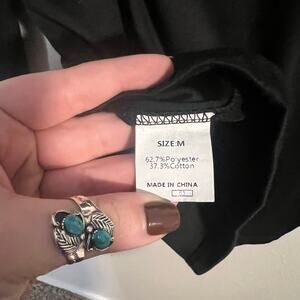 SIZE:M
62.7%Polyester
37.3%Cotton
MADE IN CHINA